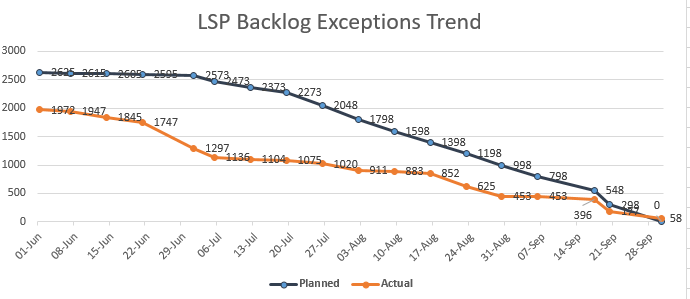 LSP Backlog Exceptions Trend
3000
2500
2000
1500
1000
500
0
2625 2615 2605 2595 2573 2473 2373 2273 2048 1798 1598 1398 1198 998 798 548 298 0
1972 1947 1845 1747 1297 1136 1104 1075 1020 911 883 852 625 453 453 396 58
01-Jun 08-Jun 15-Jun 22-Jun 29-Jun 06-Jul 13-Jul 20-Jul 27-Jul 03-Aug 10-Aug 17-Aug 24-Aug 31-Aug 07-Sep 14-Sep 21-Sep 28-Sep
Planned Actual